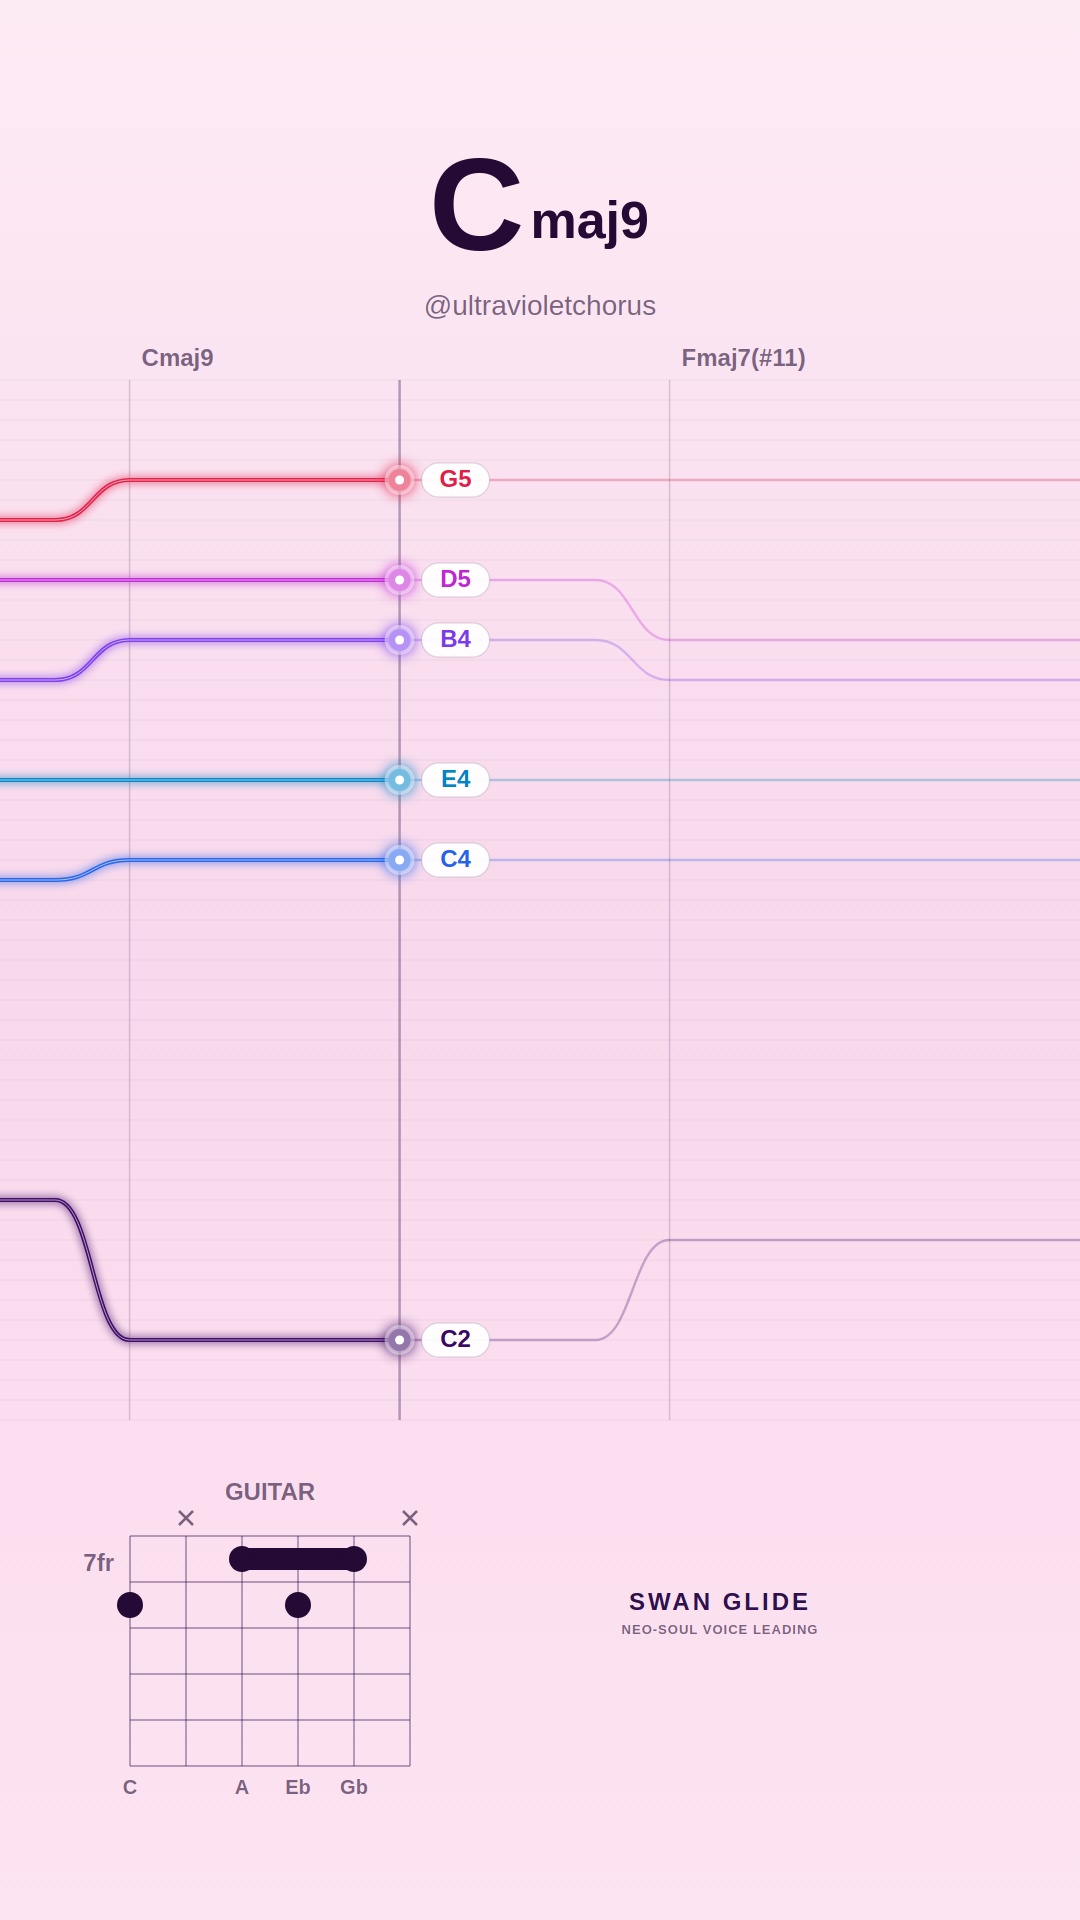 Cmaj9
@ultravioletchorus
Cmaj9 Fmaj7(#11)
G5
D5
B4
E4
C4
C2
GUITAR
× ×
7fr
SWAN GLIDE
NEO-SOUL VOICE LEADING
C A Eb Gb